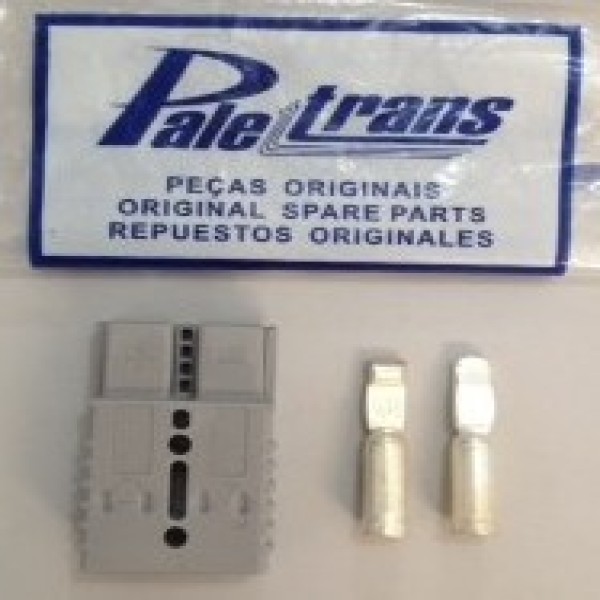 Paletrans
PEÇAS ORIGINAIS
ORIGINAL SPARE PARTS
REPUESTOS ORIGINALES